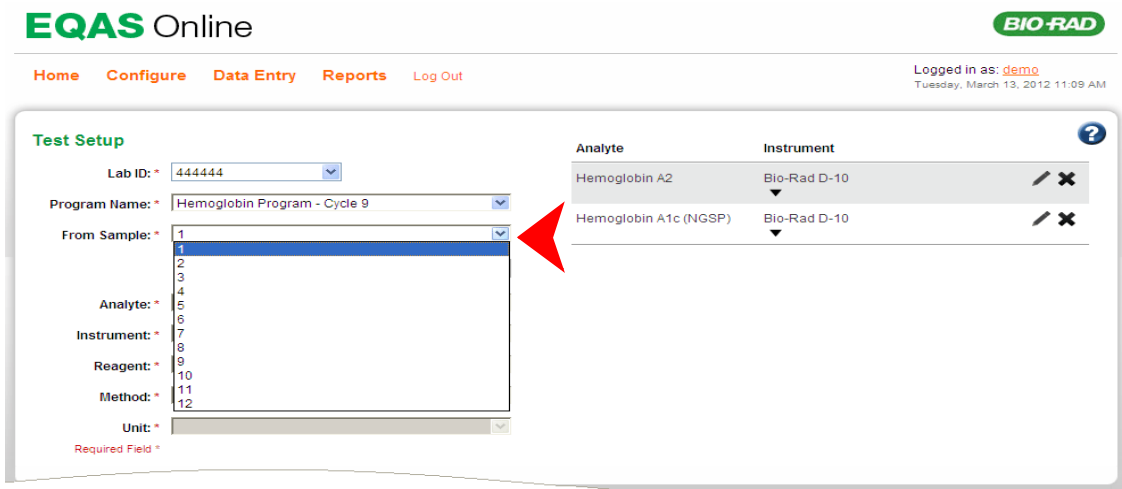 EQAS Online
BIO-RAD
Home Configure Data Entry Reports Log Out
Logged in as: demo
Tuesday, March 13, 2012 11:09 AM
Test Setup
?
Lab ID: * 444444
Program Name: * Hemoglobin Program - Cycle 9
From Sample: * 1
1
2
3
4
5
6
7
8
9
10
11
12
Analyte: *
Instrument: *
Reagent: *
Method: *
Unit: *
Required Field *
Analyte Instrument
Hemoglobin A2 Bio-Rad D-10
Hemoglobin A1c (NGSP) Bio-Rad D-10